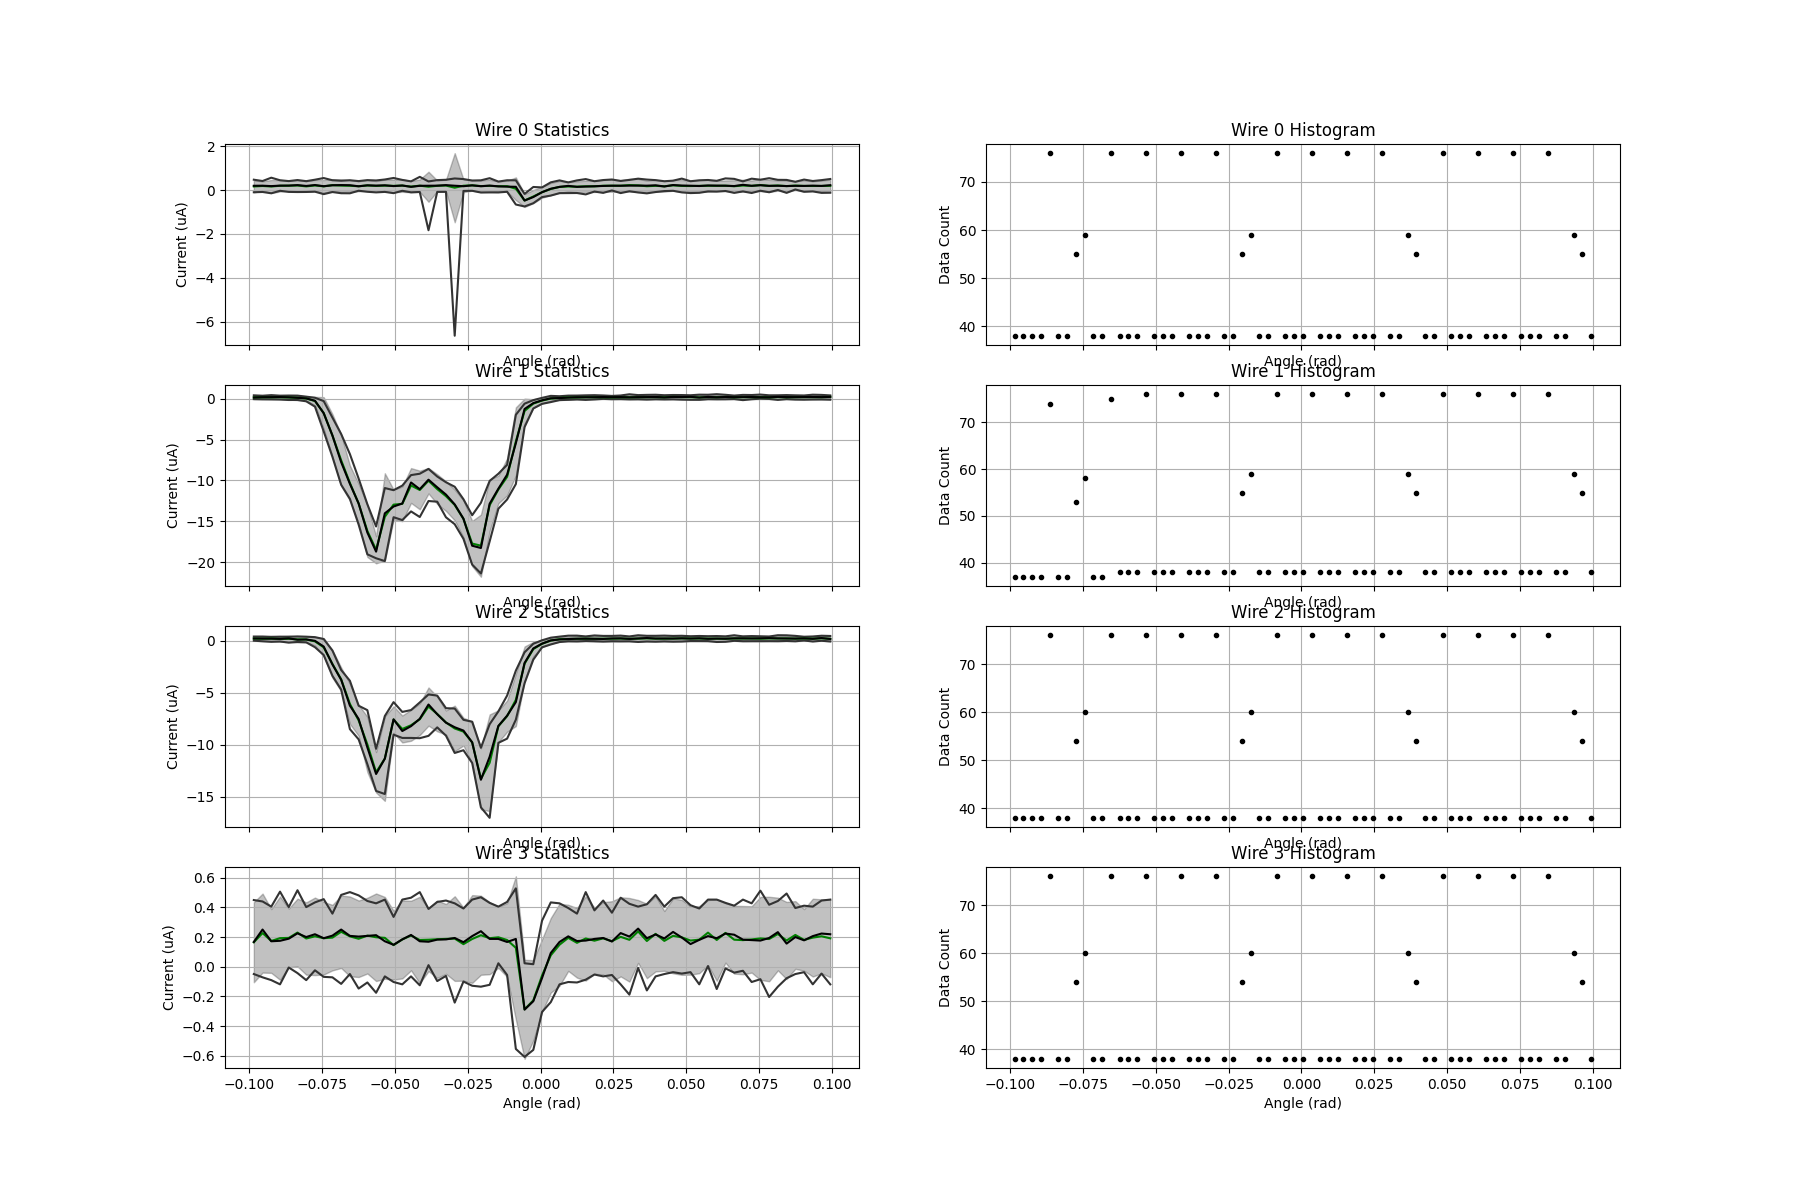 Wire 0 Statistics
2
0
−2
−4
−6
Current (uA)
Angle (rad)
Wire 0 Histogram
70
60
50
40
Data Count
Angle (rad)
Wire 1 Statistics
0
−5
−10
−15
−20
Current (uA)
Angle (rad)
Wire 1 Histogram
70
60
50
40
Data Count
Angle (rad)
Wire 2 Statistics
0
−5
−10
−15
Current (uA)
Angle (rad)
Wire 2 Histogram
70
60
50
40
Data Count
Angle (rad)
Wire 3 Statistics
0.6
0.4
0.2
0.0
−0.2
−0.4
−0.6
Current (uA)
−0.100 −0.075 −0.050 −0.025 0.000 0.025 0.050 0.075 0.100
Angle (rad)
Wire 3 Histogram
70
60
50
40
Data Count
−0.100 −0.075 −0.050 −0.025 0.000 0.025 0.050 0.075 0.100
Angle (rad)